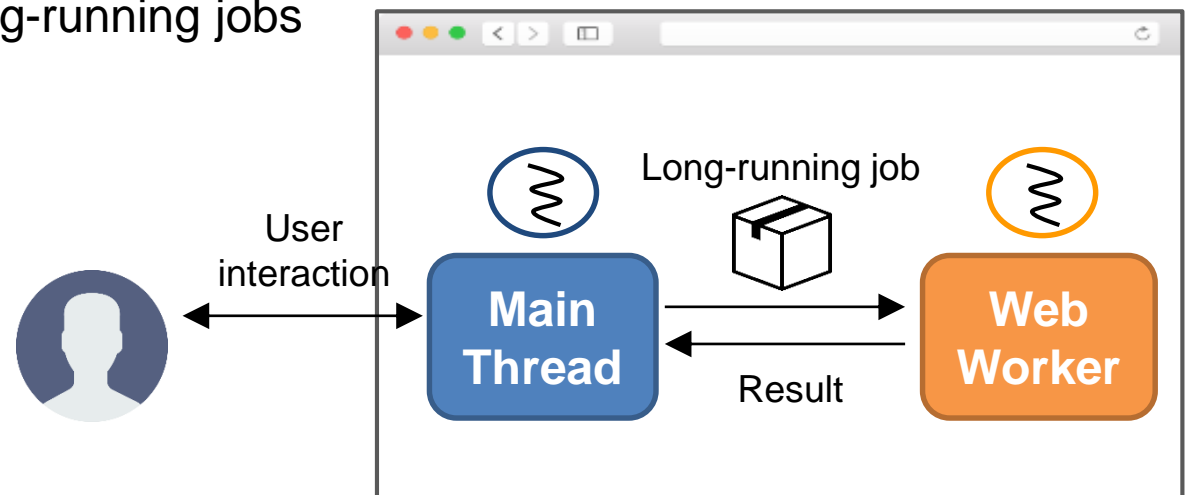 g-running jobs
Long-running job
User
interaction
Main
Thread
Web
Worker
Result